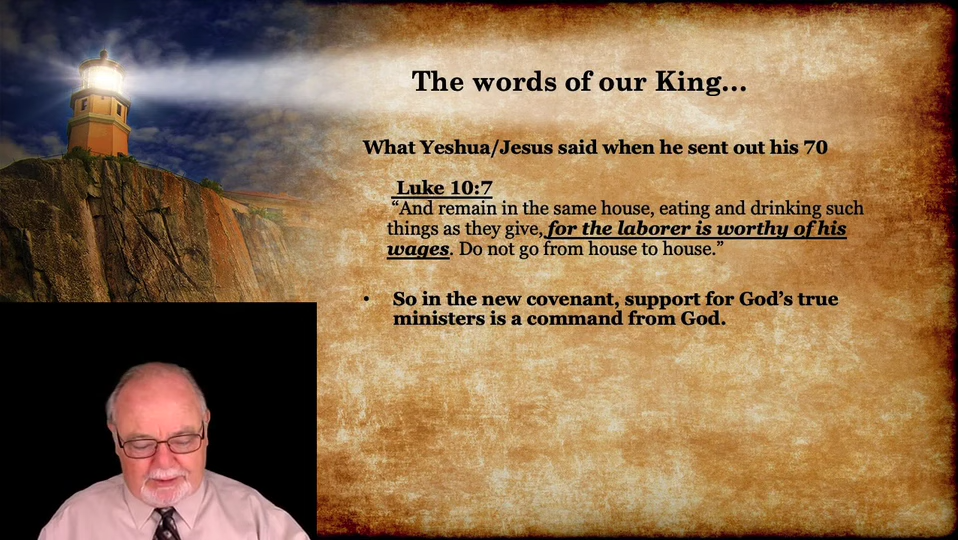 The words of our King...
What Yeshua/Jesus said when he sent out his 70
Luke 10:7
“And remain in the same house, eating and drinking such
things as they give, for the laborer is worthy of his
wages. Do not go from house to house.”
• So in the new covenant, support for God’s true
ministers is a command from God.